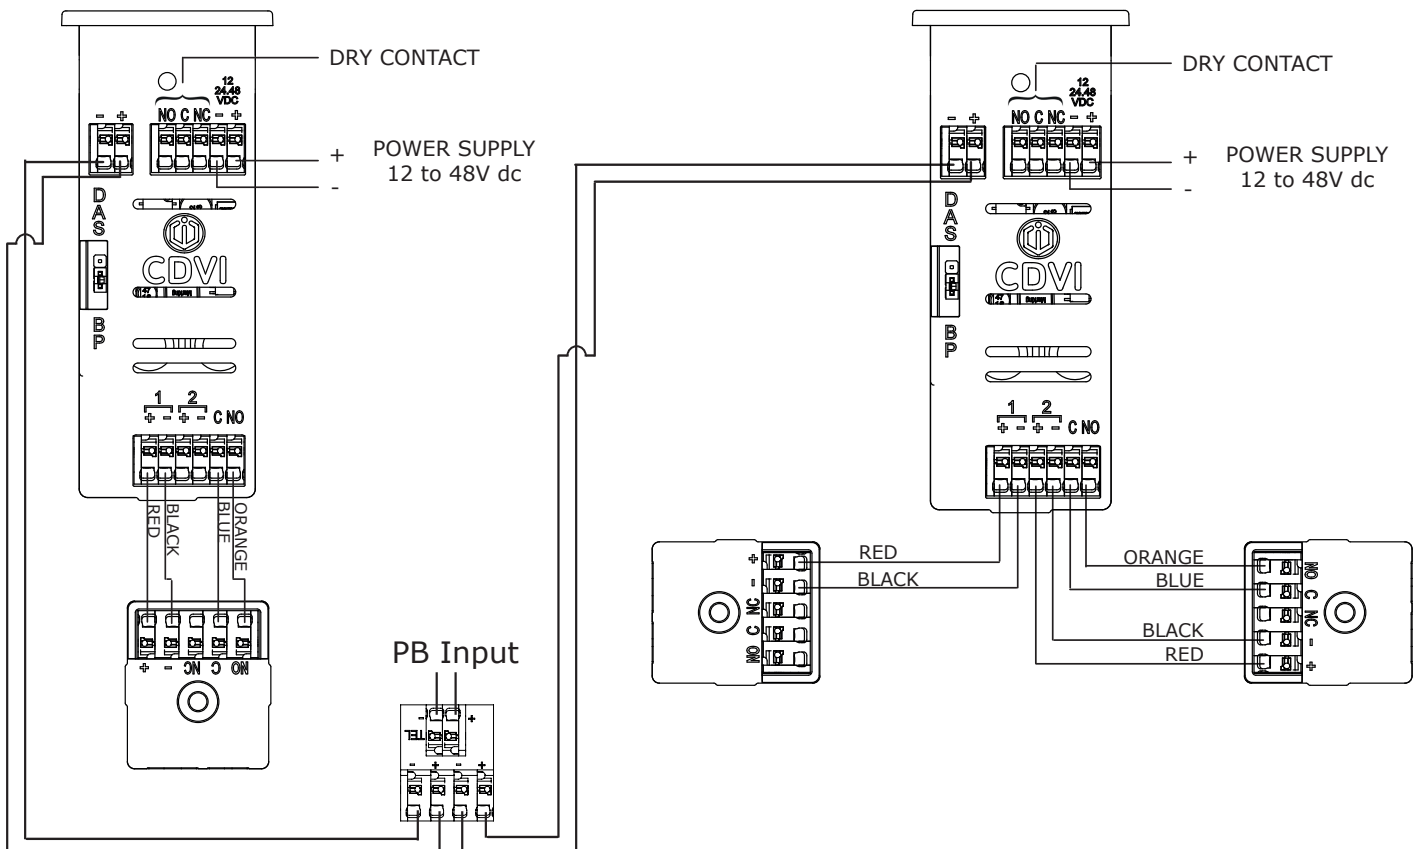 DRY CONTACT
12
24.48
VDC
NO C NC - +
- +
+ POWER SUPPLY
12 to 48V dc
-
D
A
S
CDVI
B
P
1 2
+ - + - C NO
RED
BLACK
BLUE
ORANGE
+ - NC C NO
PB Input
- +
TEL
- + - +
DRY CONTACT
12
24.48
VDC
NO C NC - +
- +
+ POWER SUPPLY
12 to 48V dc
-
D
A
S
CDVI
B
P
1 2
+ - + - C NO
RED
BLACK
+
-
NC
C
NO
ORANGE
BLUE
BLACK
RED
NO
C
NC
-
+